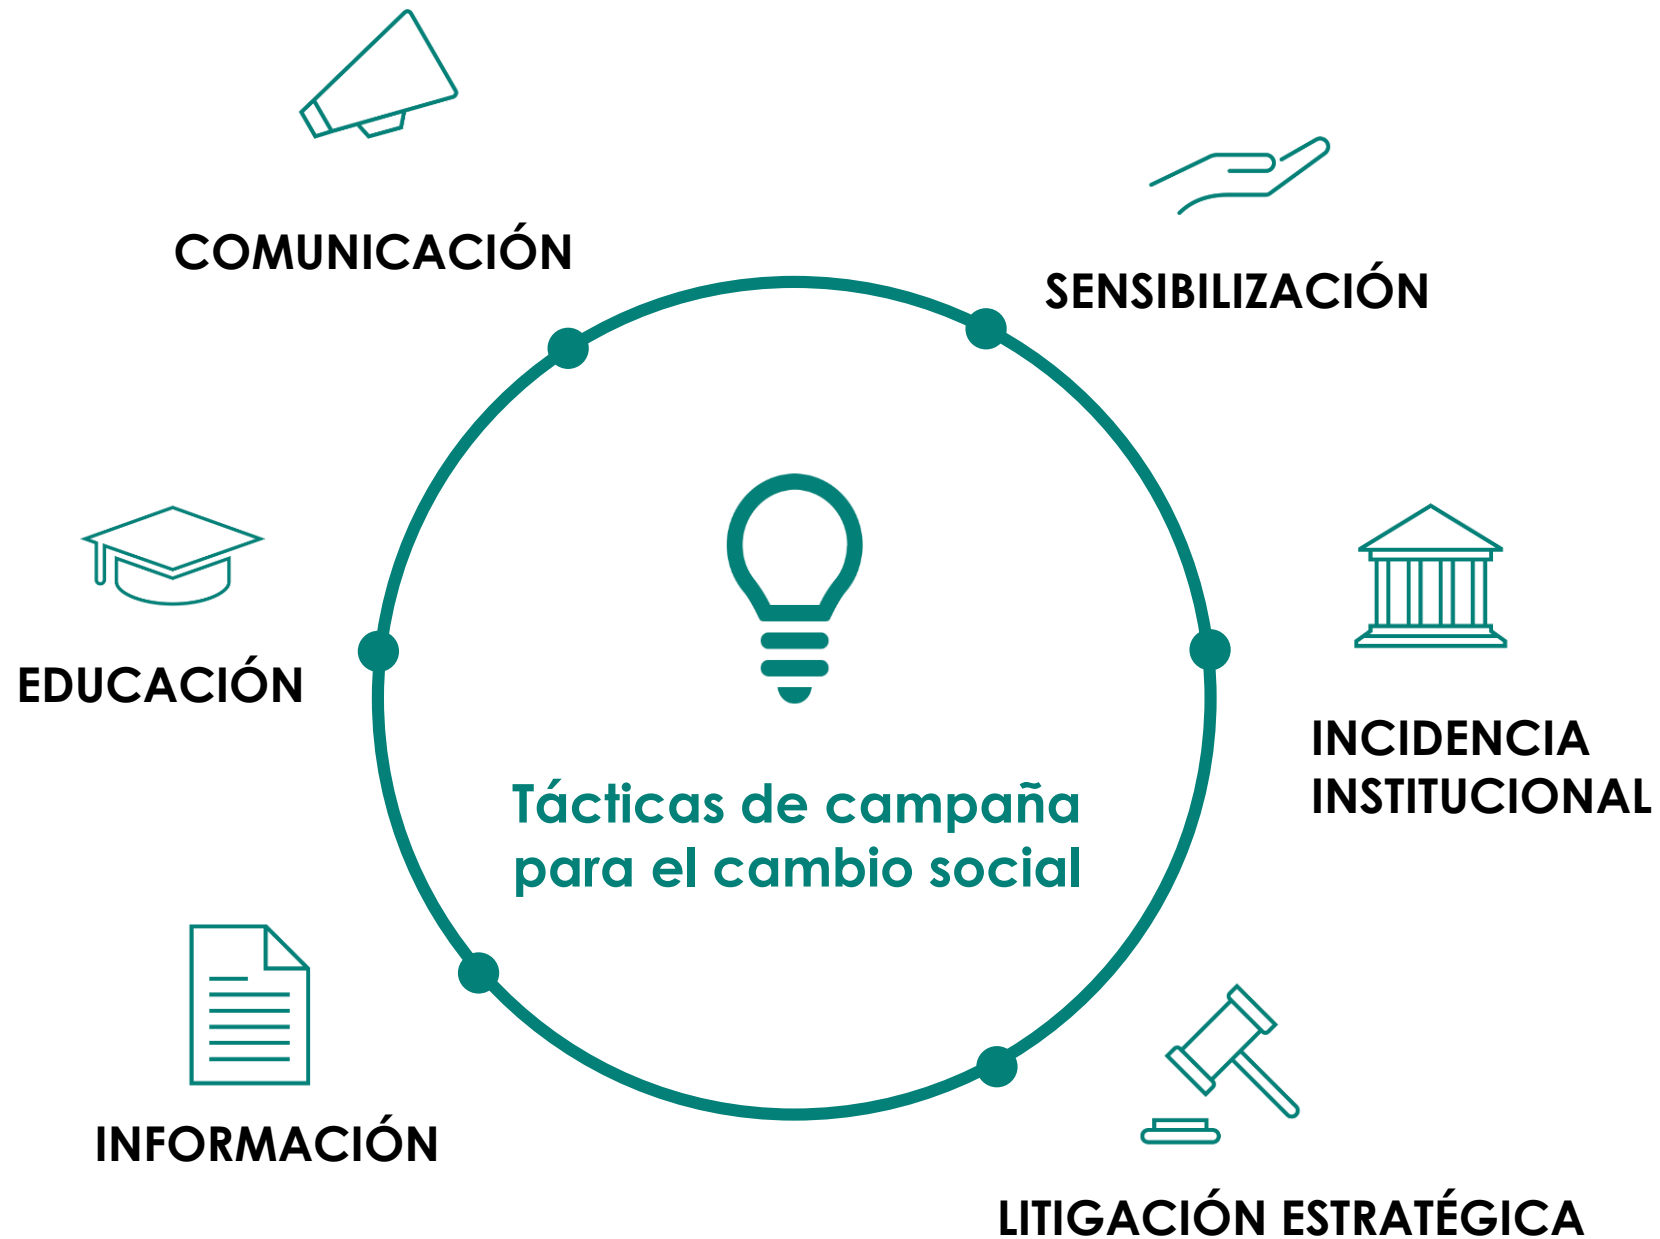 COMUNICACIÓN
SENSIBILIZACIÓN
EDUCACIÓN
INCIDENCIA
INSTITUCIONAL
Tácticas de campaña
para el cambio social
INFORMACIÓN
LITIGACIÓN ESTRATÉGICA